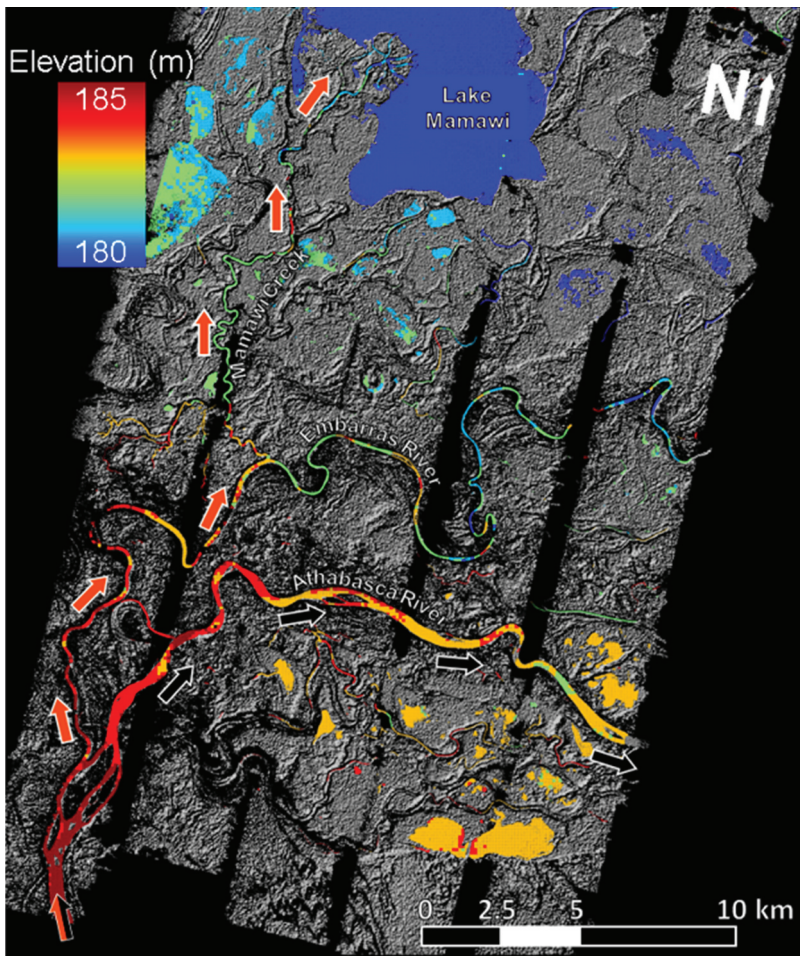 Elevation (m)
185
180
Lake
Mamawi
N
Mamawi Creek
Embarras River
Athabasca River
0 2.5 5 10 km